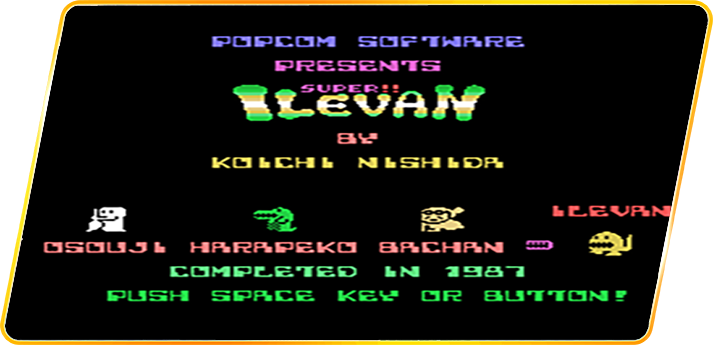 POPCOM SOFTWARE
PRESENTS
SUPER!!
ILEVAN
BY
KOICHI NISHIDA
ILEVAN
OSOUJI HARAPEKO BACHAN
COMPLETED IN 1987
PUSH SPACE KEY OR BUTTON!